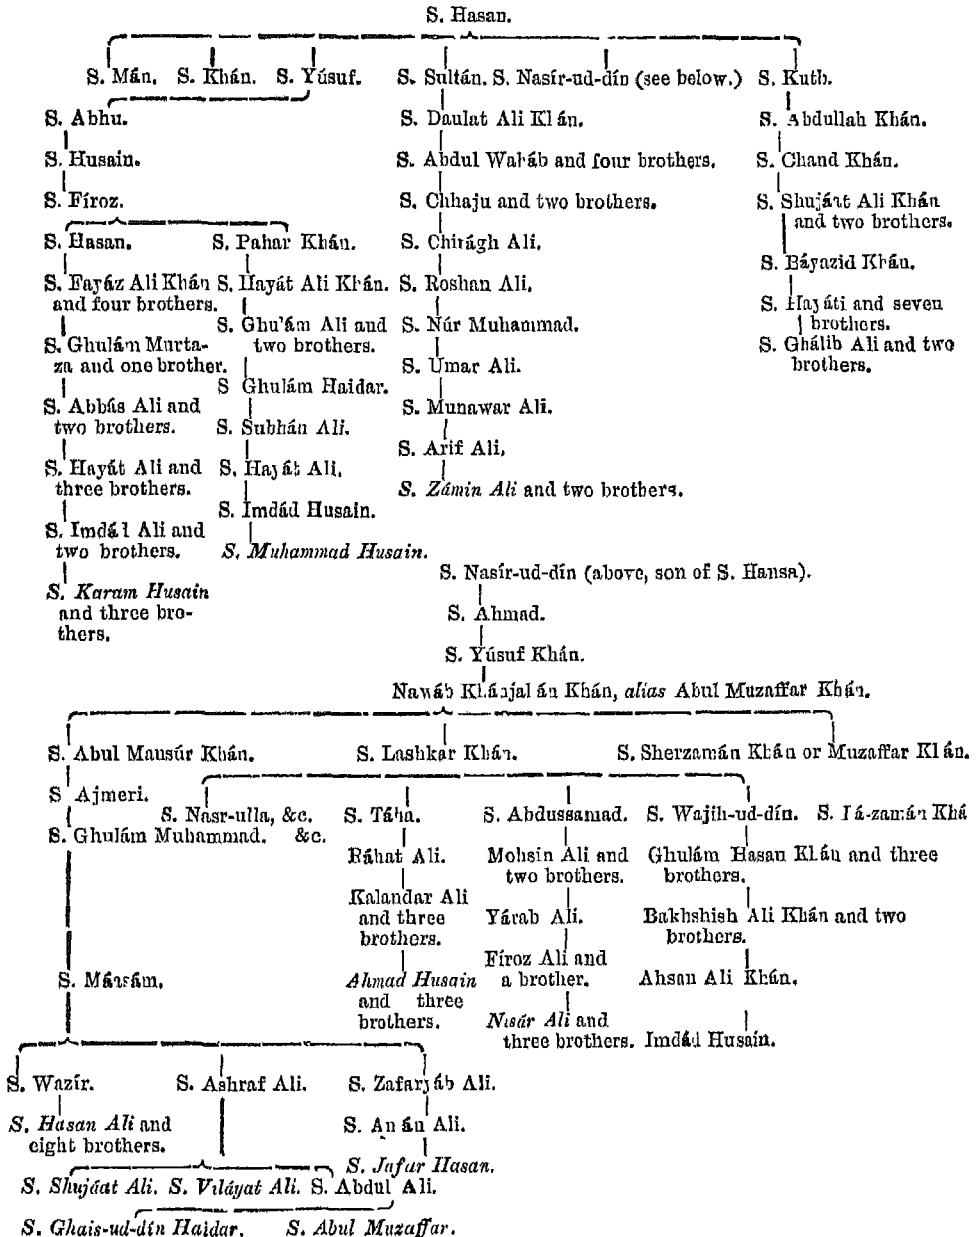 S. Hasan.
S. Mán. S. Khán. S. Yúsuf. S. Sultán. S. Nasír-ud-dín (see below.) S. Kutb.
S. Abhu. S. Daulat Ali Khán. S. Abdullah Khán.
S. Husain. S. Abdul Waháb and four brothers. S. Chand Khán.
S. Fíroz. S. Chhaju and two brothers. S. Shujáat Ali Khán
and two brothers.
S. Hasan. S. Pahar Khán. S. Chirágh Ali.
S. Báyazid Khán.
S. Fayáz Ali Khán S. Hayát Ali Khán. S. Roshan Ali.
and four brothers. S. Hayáti and seven
brothers.
S. Ghulám Ali and S. Núr Muhammad.
two brothers.
S. Ghulám Murta- S. Ghálib Ali and two
za and one brother. S. Umar Ali. brothers.
S Ghulám Haidar.
S. Abbás Ali and S. Munawar Ali.
two brothers. S. Subhán Ali.
S. Arif Ali.
S. Hayát Ali and S. Hayát Ali.
three brothers. S. Zámin Ali and two brothers.
S. Imdád Husain.
S. Imdád Ali and
two brothers. S. Muhammad Husain.
S. Nasír-ud-dín (above, son of S. Hansa).
S. Karam Husain
and three bro-
thers.
S. Ahmad.
S. Yúsuf Khán.
Nawáb Khánjahán Khán, alias Abul Muzaffar Khán.
S. Abul Mansúr Khán. S. Lashkar Khán. S. Sherzamán Khán or Muzaffar Khán.
S Ajmeri.
S. Nasr-ulla, &c. S. Táha. S. Abdussamad. S. Wajih-ud-dín. S. zamán Khá
S. Ghulám Muhammad. &c.
Ráhat Ali. Mohsin Ali and Ghulám Hasan Khán and three
two brothers. brothers.
Kalandar Ali
and three
brothers.
Yárab Ali. Bakhshish Ali Khán and two
brothers.
Fíroz Ali and
a brother.
S. Ahmad Husain Ahsan Ali Khán.
and three
brothers.
Nisár Ali and
three brothers. Imdád Husain.
S. Wazír. S. Ashraf Ali. S. Zafaryáb Ali.
S. Hasan Ali and S. Ali.
eight brothers.
S. Jafar Hasan.
S. Shujáat Ali. S. Viláyat Ali. S. Abdul Ali.
S. Ghais-ud-dín Haidar. S. Abul Muzaffar.